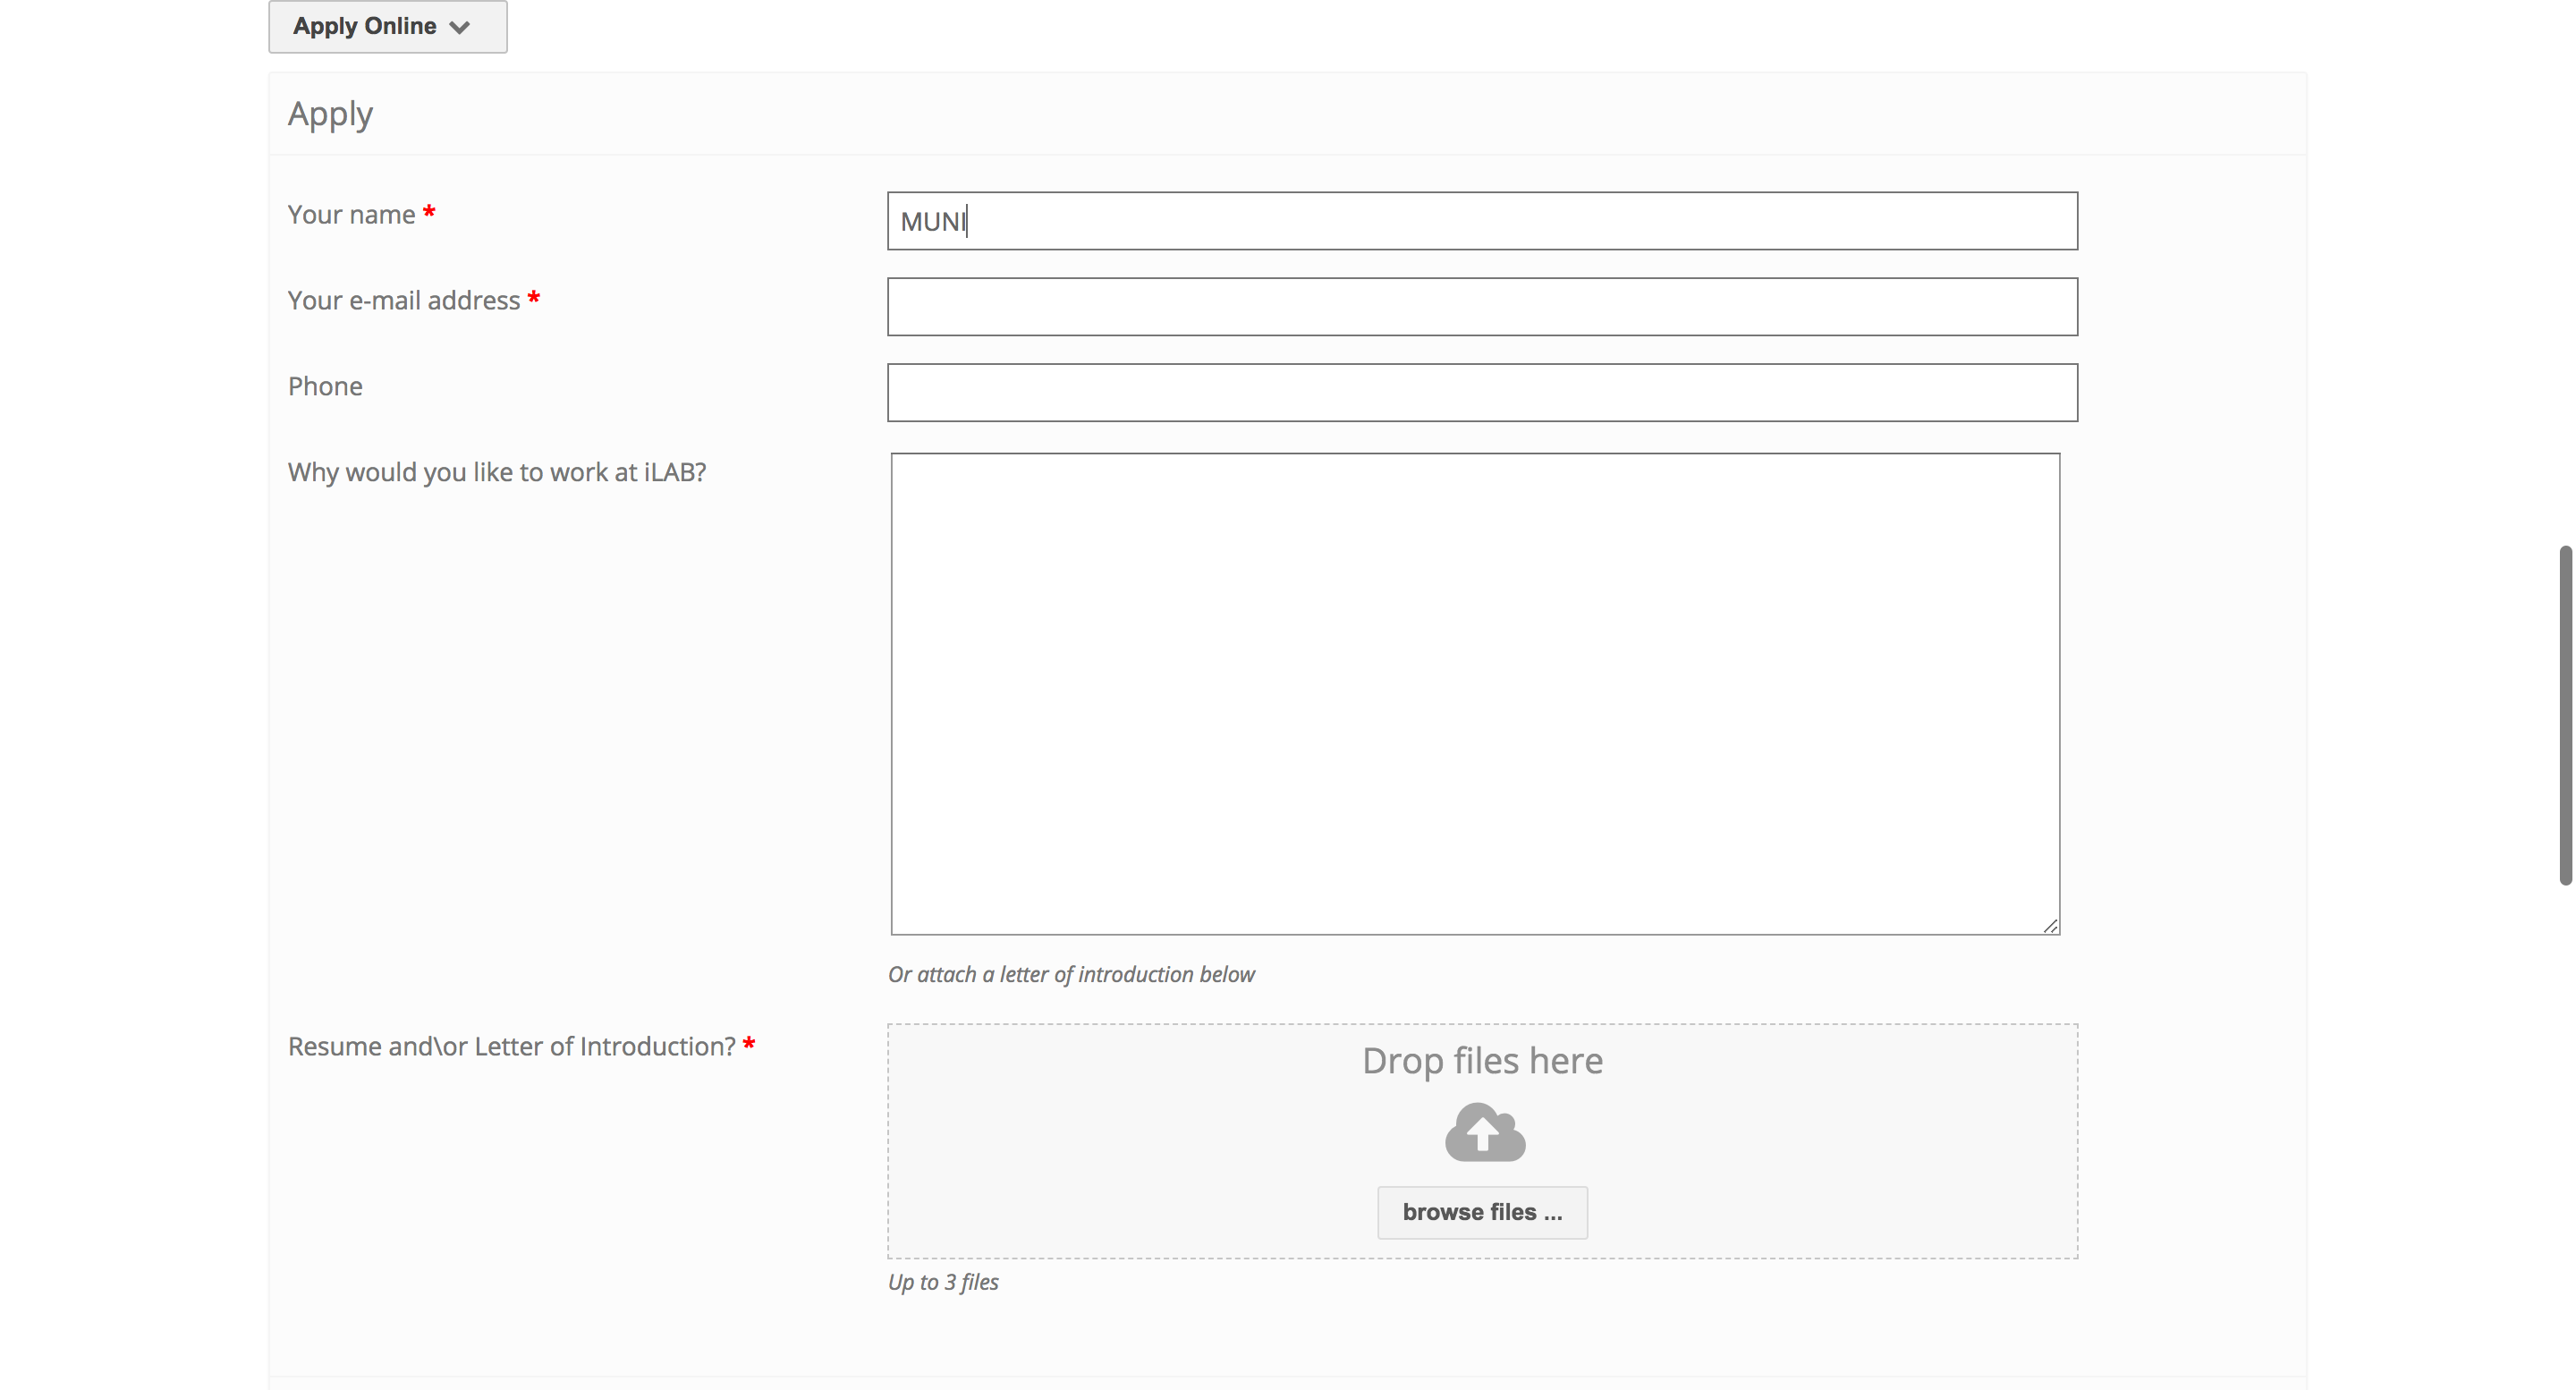 Apply Online
Apply
Your name *
MUNI
Your e-mail address *
Phone
Why would you like to work at iLAB?
Or attach a letter of introduction below
Resume and\or Letter of Introduction? *
Drop files here
browse files ...
Up to 3 files